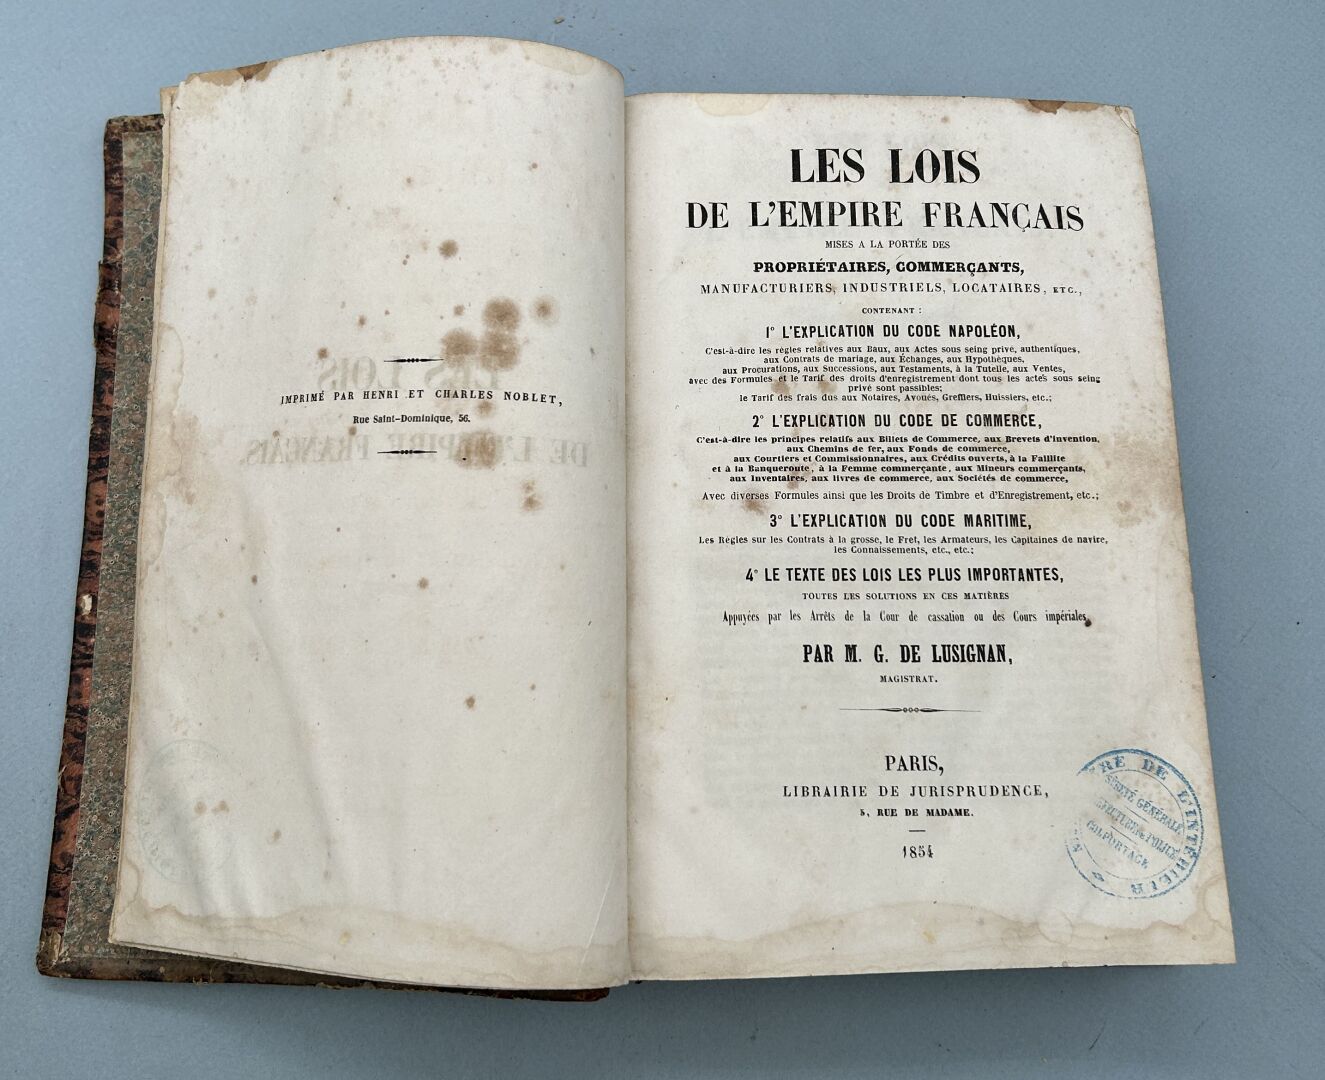 IMPRIMÉ PAR HENRI ET CHARLES NOBLET,
Rue Saint-Dominique, 56.
LES LOIS
DE L'EMPIRE FRANÇAIS
MISES A LA PORTÉE DES
PROPRIÉTAIRES, COMMERÇANTS,
MANUFACTURIERS, INDUSTRIELS, LOCATAIRES, ETC.,
CONTENANT :
1° L'EXPLICATION DU CODE NAPOLÉON,
C'est-à-dire les règles relatives aux Baux, aux Actes sous seing privé, authentiques,
aux Contrats de mariage, aux Échanges, aux Hypothèques,
aux Procurations, aux Successions, aux Testaments, à la Tutelle, aux Ventes,
avec des Formules et le Tarif des droits d'enregistrement dont tous les actes sous seing
privé sont passibles;
le Tarif des frais dus aux Notaires, Avoués, Greffiers, Huissiers, etc.;
2° L'EXPLICATION DU CODE DE COMMERCE,
C'est-à-dire les principes relatifs aux Billets de Commerce, aux Brevets d'invention,
aux Chemins de fer, aux Fonds de commerce,
aux Courtiers et Commissionnaires, aux Crédits ouverts, à la Faillite
et à la Banqueroute, à la Femme commerçante, aux Mineurs commerçants,
aux Inventaires, aux livres de commerce, aux Sociétés de commerce,
Avec diverses Formules ainsi que les Droits de Timbre et d'Enregistrement, etc.;
3° L'EXPLICATION DU CODE MARITIME,
Les Règles sur les Contrats à la grosse, le Fret, les Armateurs, les Capitaines de navire,
les Connaissements, etc., etc.;
4° LE TEXTE DES LOIS LES PLUS IMPORTANTES,
TOUTES LES SOLUTIONS EN CES MATIÈRES
Appuyées par les Arrêts de la Cour de cassation ou des Cours impériales,
PAR M. G. DE LUSIGNAN,
MAGISTRAT.
PARIS,
LIBRAIRIE DE JURISPRUDENCE,
5, RUE DE MADAME.
1854
DE L'INTÉRIEUR
GÉNÉRALE
COLPORTAGE